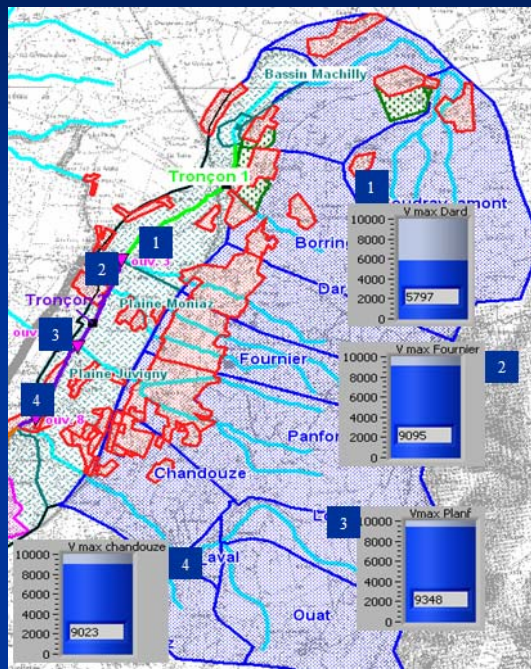 Bassin Machilly
Tronçon 1
1
V max Dard
10000
8000
6000
4000
2000
0
5797
Borring
Dar
1
2
ouv. 3
Plaine Moniaz
3
Fournier
V max Fournier
10000
8000
6000
4000
2000
0
9095
2
Plaine Juvigny
4
ouv. 8
Panfo
Chandouze
3
Vmax Planf
10000
8000
6000
4000
2000
0
9348
V max chandouze
10000
8000
6000
4000
2000
0
9023
4
Laval
Ouat